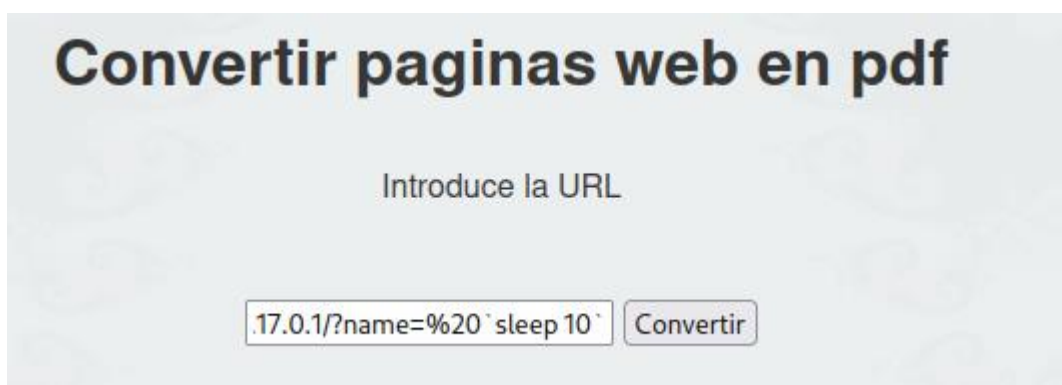 Convertir paginas web en pdf
Introduce la URL
.17.0.1/?name=%20`sleep 10`
Convertir